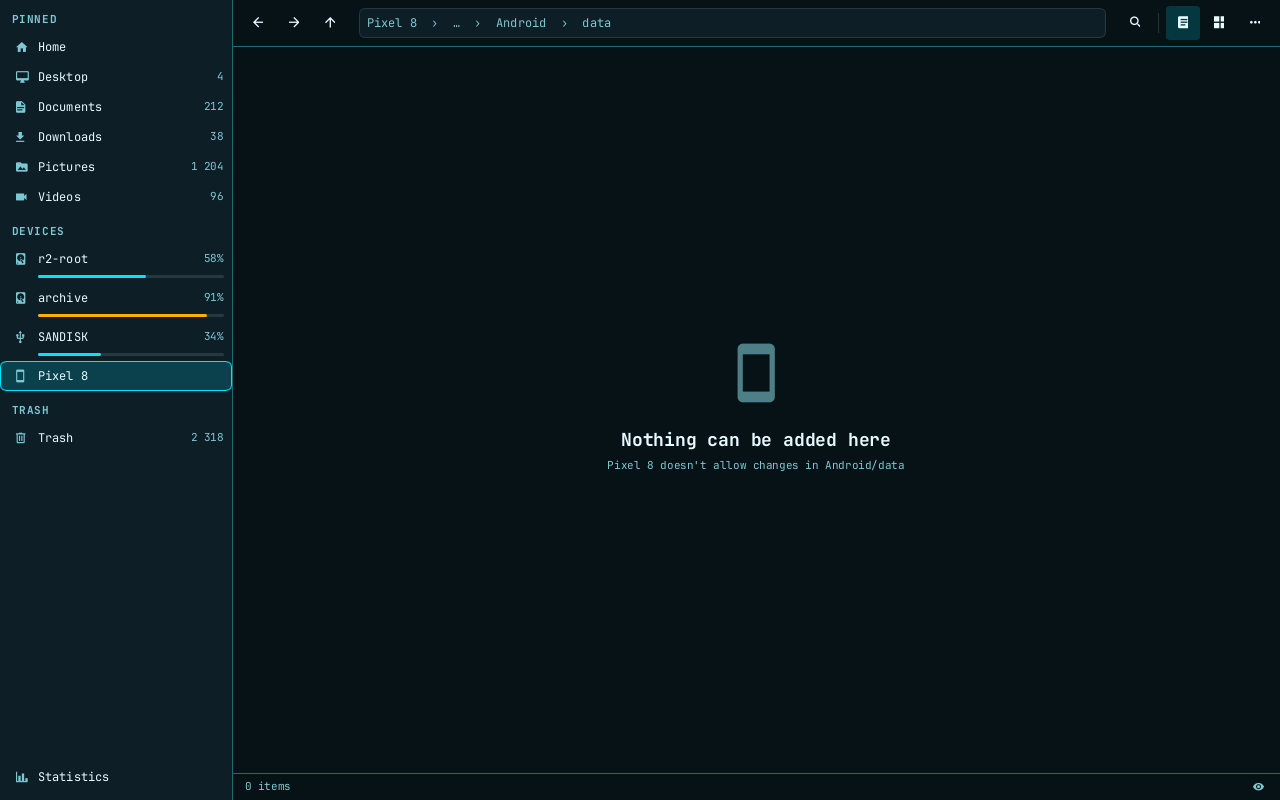 PINNED
Home
Desktop 4
Documents 212
Downloads 38
Pictures 1 204
Videos 96
DEVICES
r2-root 58%
archive 91%
SANDISK 34%
Pixel 8
TRASH
Trash 2 318
Statistics
Pixel 8 › … › Android › data
Nothing can be added here
Pixel 8 doesn't allow changes in Android/data
0 items